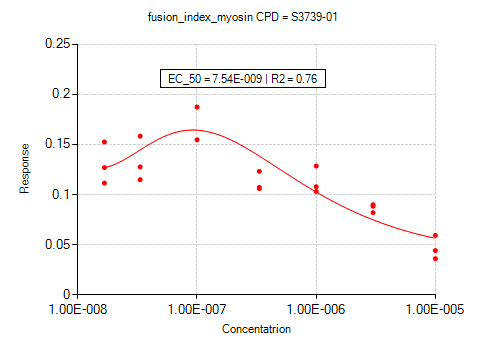 fusion_index_myosin CPD = S3739-01
0.25
EC_50 = 7.54E-009 | R2 = 0.76
0.2
0.15
Response
0.1
0.05
0
1.00E-008 1.00E-007 1.00E-006 1.00E-005
Concentatrion